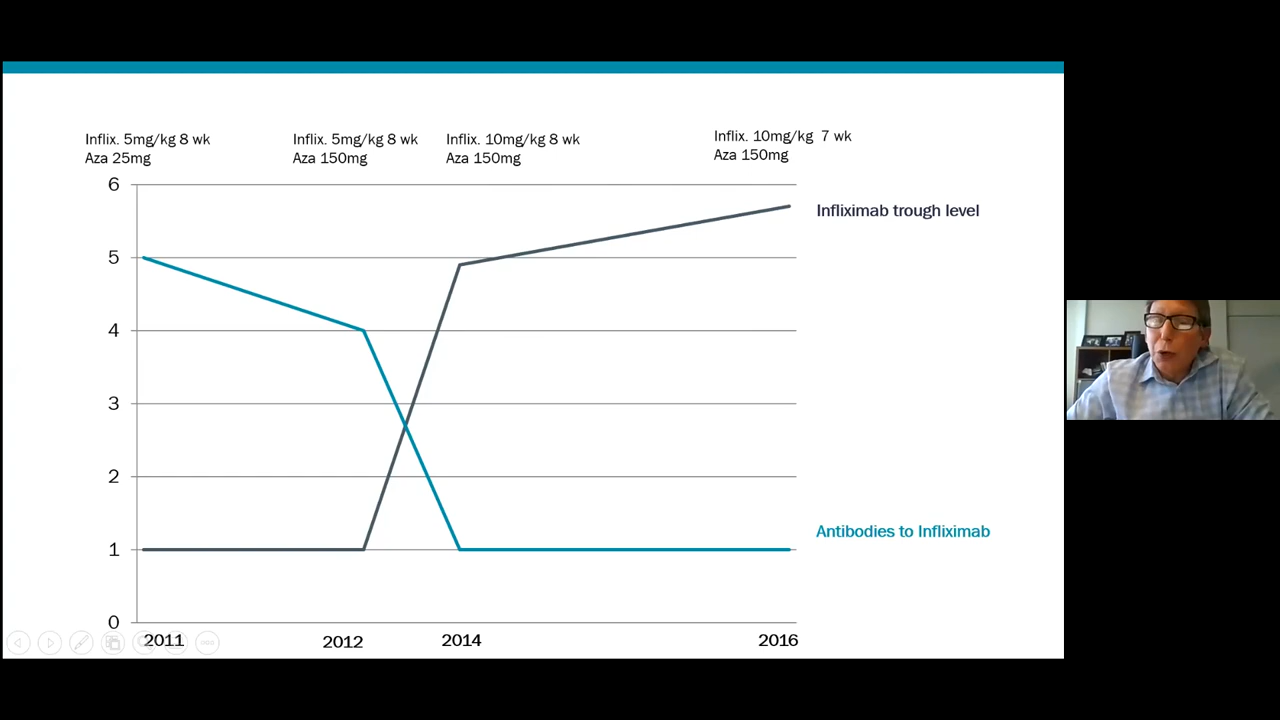 Inflix. 5mg/kg 8 wk
Aza 25mg
Inflix. 5mg/kg 8 wk
Aza 150mg
Inflix. 10mg/kg 8 wk
Aza 150mg
Inflix. 10mg/kg  7 wk
Aza 150mg
6
5
4
3
2
1
0
Infliximab trough level
Antibodies to Infliximab
2011
2012
2014
2016